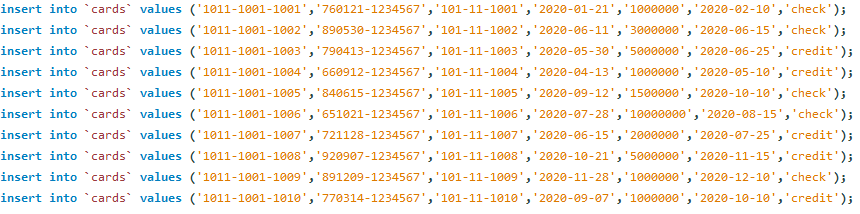 insert into `cards` values ('1011-1001-1001','760121-1234567','101-11-1001','2020-01-21','1000000','2020-02-10','check');
insert into `cards` values ('1011-1001-1002','890530-1234567','101-11-1002','2020-06-11','3000000','2020-06-15','check');
insert into `cards` values ('1011-1001-1003','790413-1234567','101-11-1003','2020-05-30','5000000','2020-06-25','credit');
insert into `cards` values ('1011-1001-1004','660912-1234567','101-11-1004','2020-04-13','1000000','2020-05-10','credit');
insert into `cards` values ('1011-1001-1005','840615-1234567','101-11-1005','2020-09-12','1500000','2020-10-10','check');
insert into `cards` values ('1011-1001-1006','651021-1234567','101-11-1006','2020-07-28','10000000','2020-08-15','check');
insert into `cards` values ('1011-1001-1007','721128-1234567','101-11-1007','2020-06-15','2000000','2020-07-25','credit');
insert into `cards` values ('1011-1001-1008','920907-1234567','101-11-1008','2020-10-21','5000000','2020-11-15','credit');
insert into `cards` values ('1011-1001-1009','891209-1234567','101-11-1009','2020-11-28','1000000','2020-12-10','check');
insert into `cards` values ('1011-1001-1010','770314-1234567','101-11-1010','2020-09-07','1000000','2020-10-10','credit');